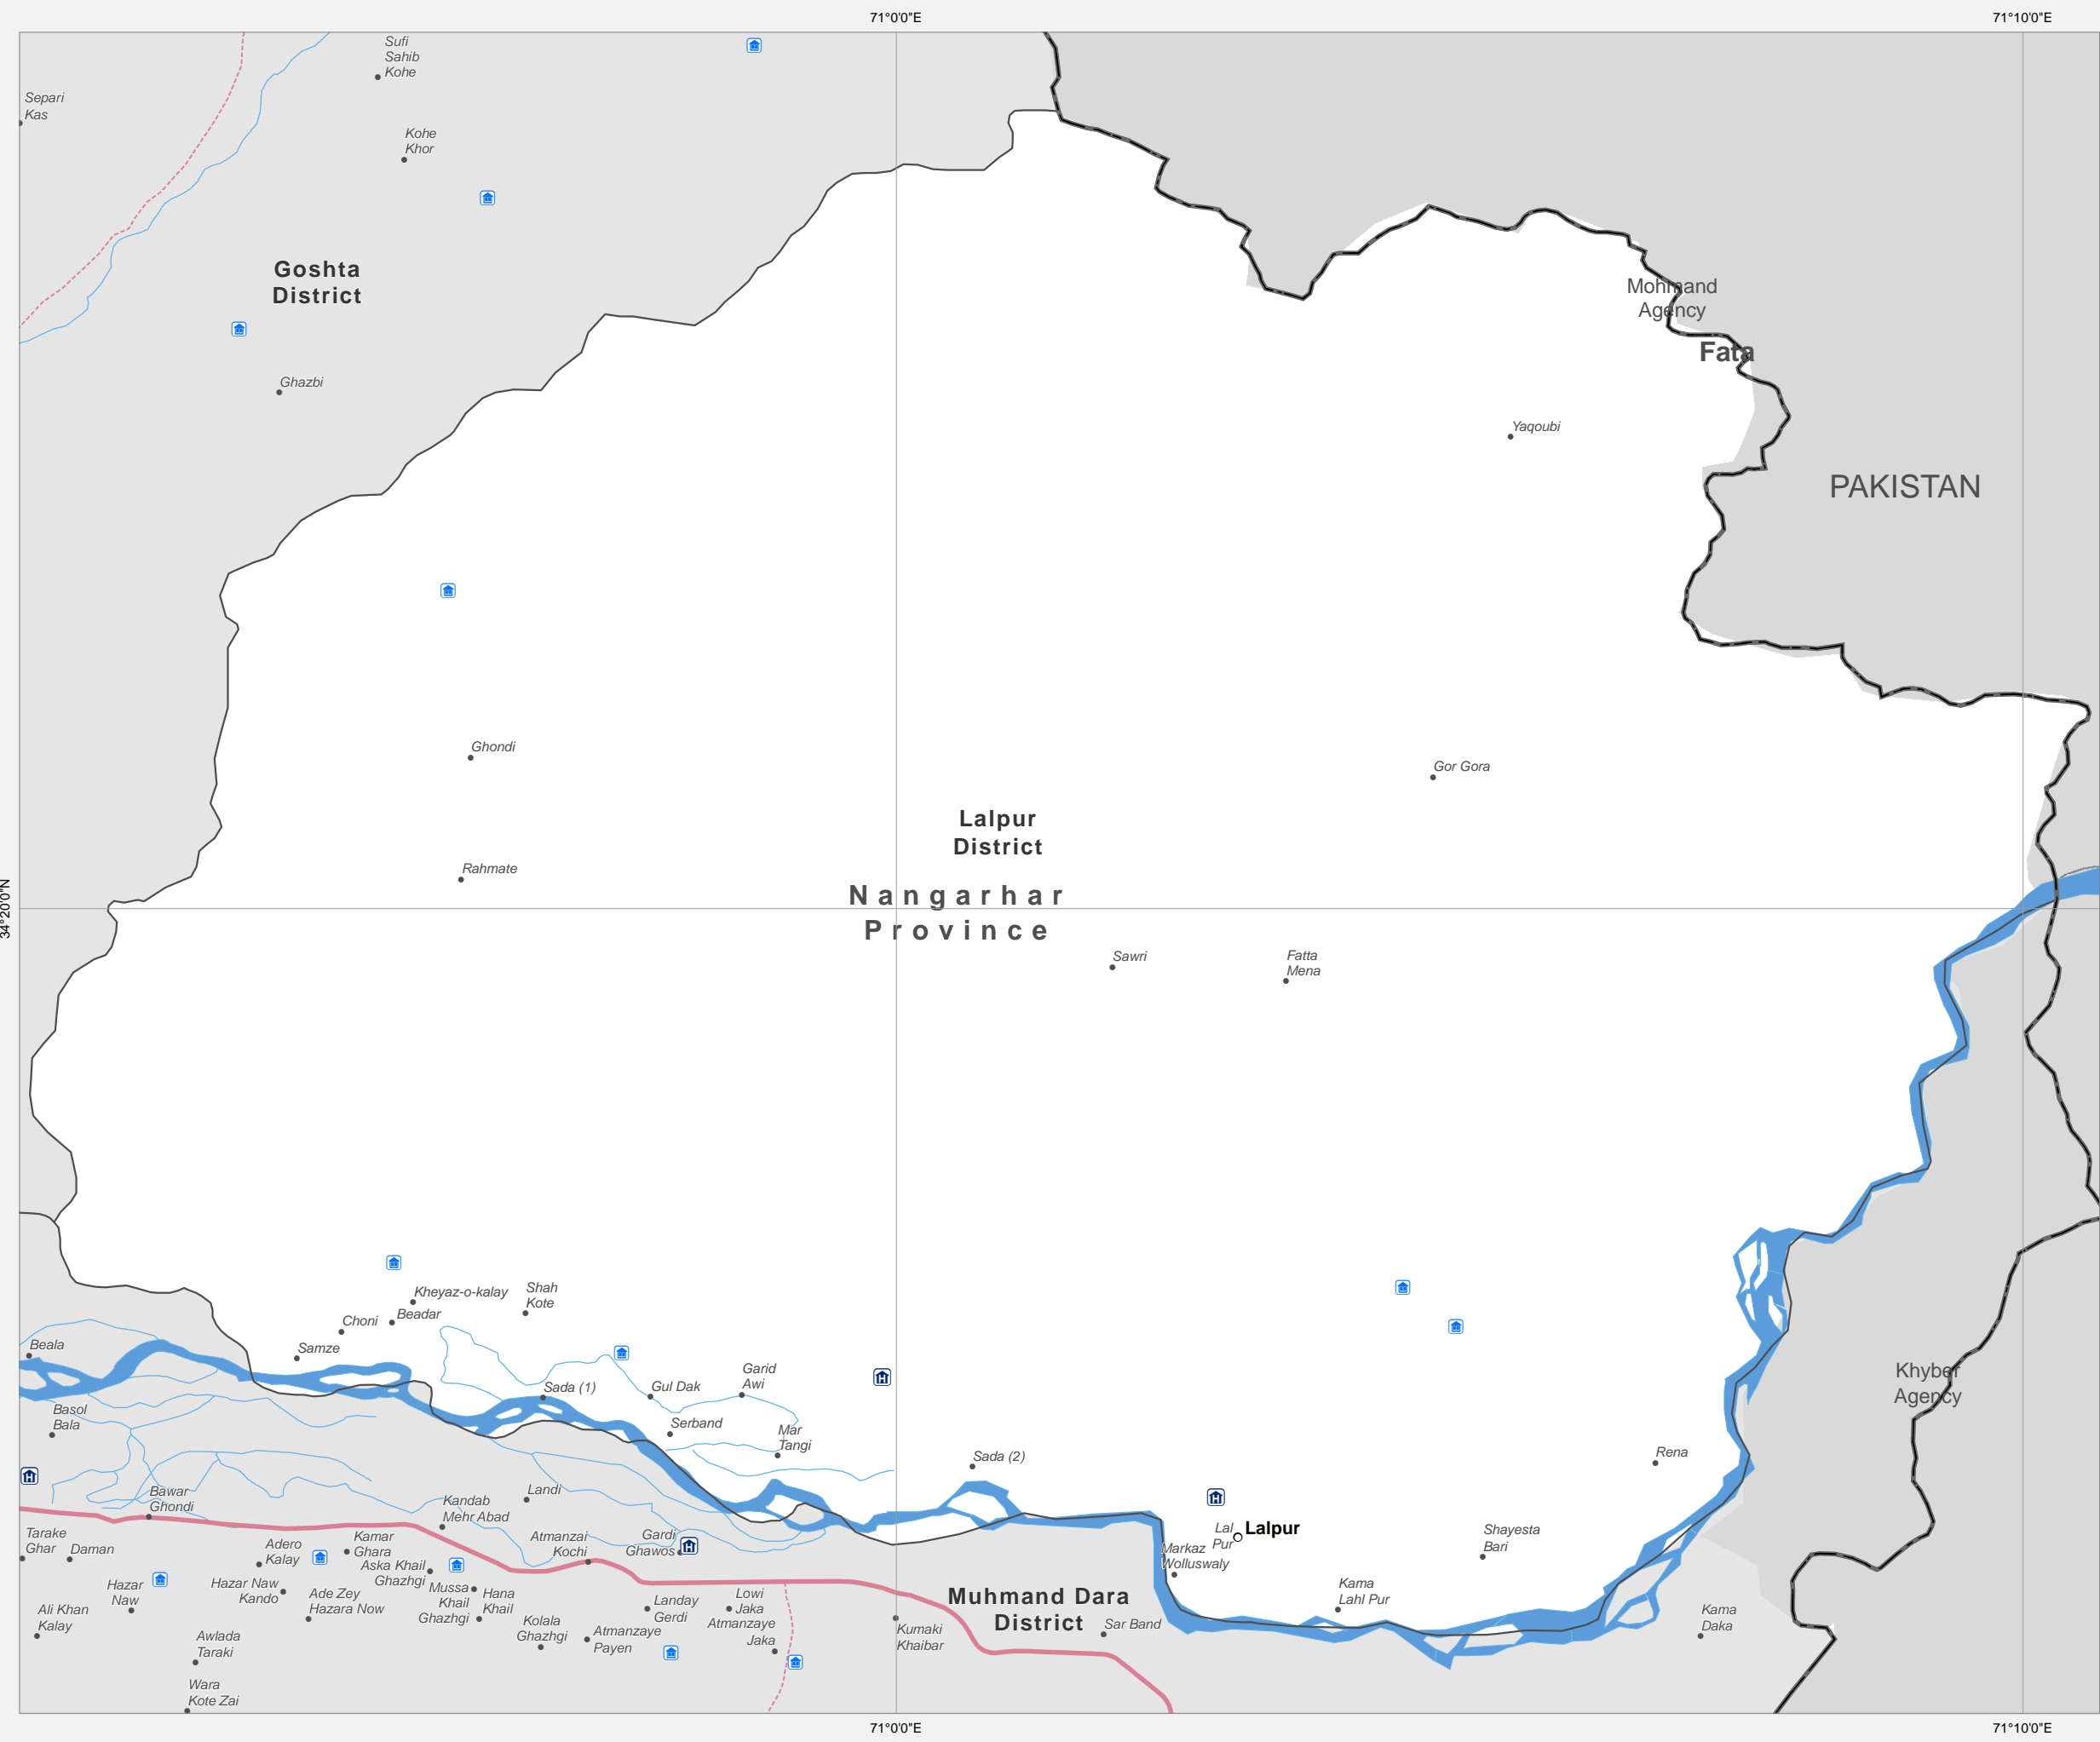 71°0'0"E
71°10'0"E
Sufi
Sahib
Kohe
Separi
Kas
Kohe
Khor
Goshta
District
Mohmand
Agency
Fata
Ghazbi
Yaqoubi
PAKISTAN
Ghondi
Gor Gora
Lalpur
District
Rahmate
Nangarhar
Province
34°20'0"N
Sawri
Fatta
Mena
Kheyaz-o-kalay
Shah
Kote
Beadar
Choni
Samze
Beala
Khyber
Agency
Garid
Awi
Sada (1)
Gul Dak
Basol
Bala
Serband
Mar
Tangi
Sada (2)
Rena
Bawar
Ghondi
Landi
Kandab
Mehr Abad
Lal
Pur
Lalpur
Tarake
Ghar
Daman
Adero
Kalay
Kamar
Ghara
Aska Khail
Ghazhgi
Atmanzai
Kochi
Gardi
Ghawos
Markaz
Wolluswaly
Shayesta
Bari
Hazar
Naw
Hazar Naw
Kando
Ade Zey
Hazara Now
Mussa
Khail
Ghazhgi
Hana
Khail
Landay
Gerdi
Lowi
Jaka
Atmanzaye
Jaka
Muhmand Dara
District
Kama
Lahl Pur
Ali Khan
Kalay
Kolala
Ghazhgi
Atmanzaye
Payen
Kumaki
Khaibar
Sar Band
Kama
Daka
Awlada
Taraki
Wara
Kote Zai
71°0'0"E
71°10'0"E